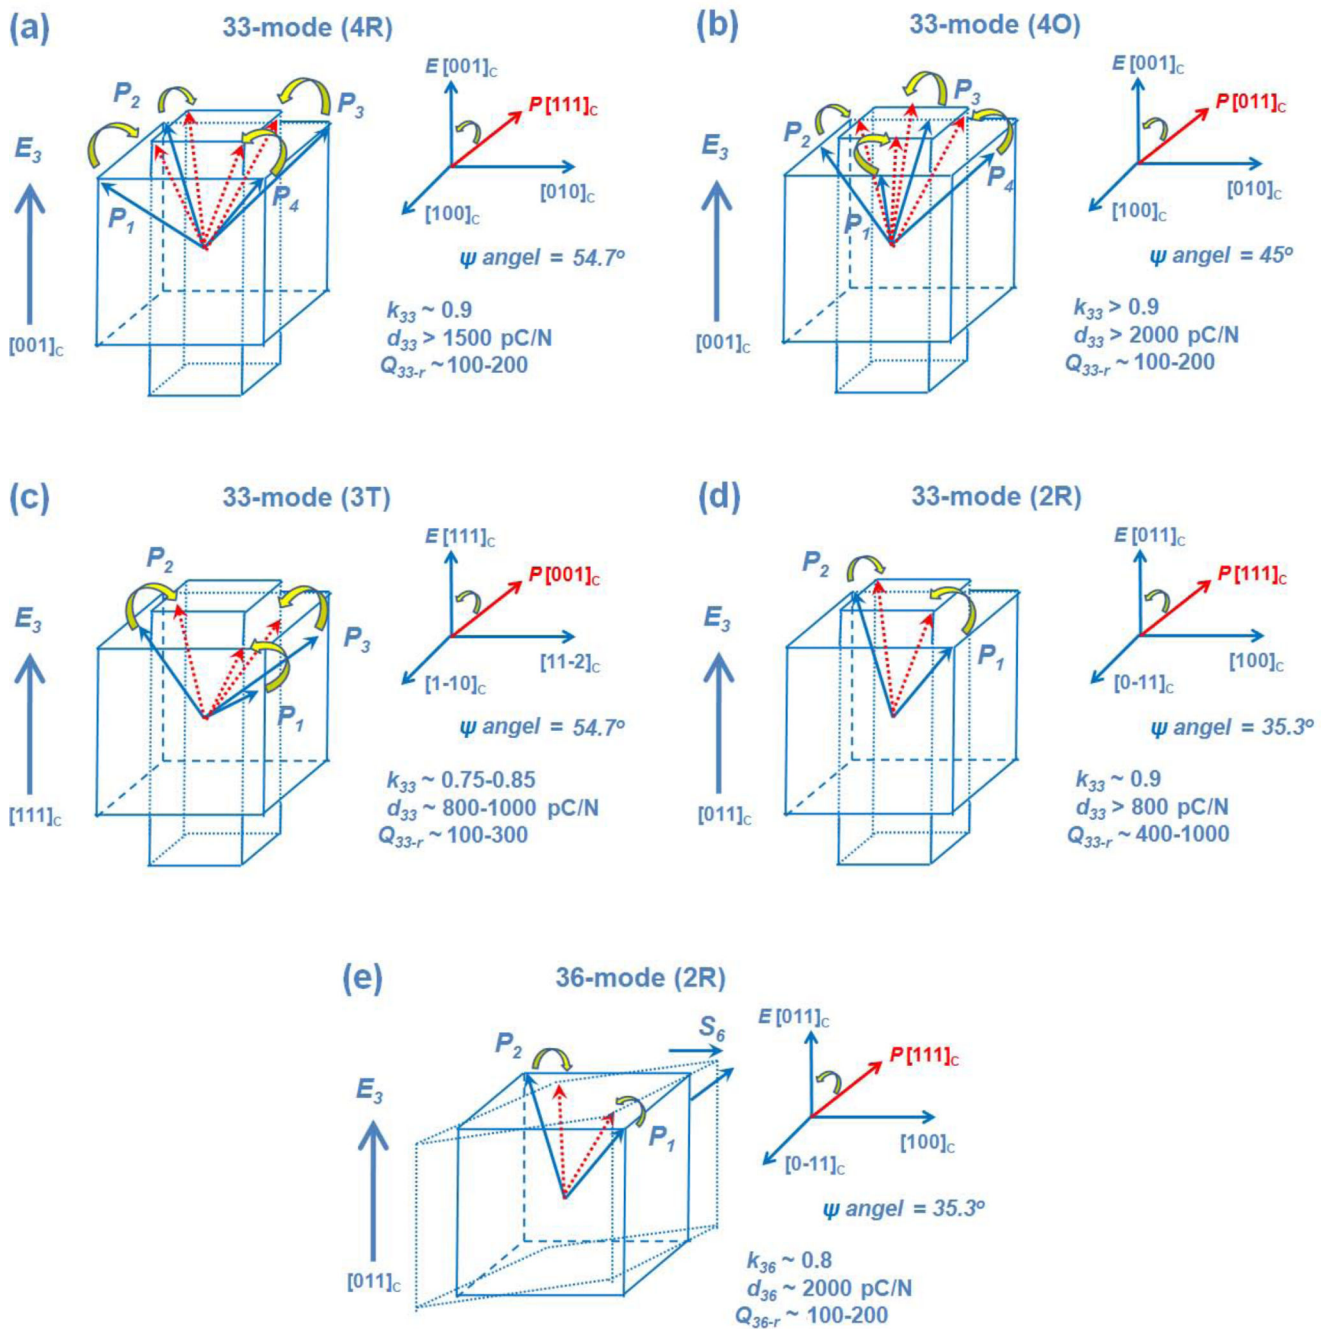 (a) 33-mode (4R)
P2
P3
E [001]C
P [111]C
E3
P1
P4
[010]C
[100]C
ψ angel = 54.7º
[001]C
k33 ~ 0.9
d33 > 1500 pC/N
Q33-r ~ 100-200
(b) 33-mode (4O)
E [001]C
P3
P [011]C
P2
E3
P4
P1
[010]C
[100]C
ψ angel = 45º
[001]C
k33 > 0.9
d33 > 2000 pC/N
Q33-r ~ 100-200
(c) 33-mode (3T)
E [111]C
P2
P [001]C
E3
P3
P1
[11-2]C
[1-10]C
ψ angel = 54.7º
[111]C
k33 ~ 0.75-0.85
d33 ~ 800-1000 pC/N
Q33-r ~ 100-300
(d) 33-mode (2R)
E [011]C
P2
P [111]C
E3
P1
[100]C
[0-11]C
ψ angel = 35.3º
[011]C
k33 ~ 0.9
d33 > 800 pC/N
Q33-r ~ 400-1000
(e) 36-mode (2R)
S6
E [011]C
P2
P [111]C
E3
P1
[100]C
[0-11]C
ψ angel = 35.3º
[011]C
k36 ~ 0.8
d36 ~ 2000 pC/N
Q36-r ~ 100-200